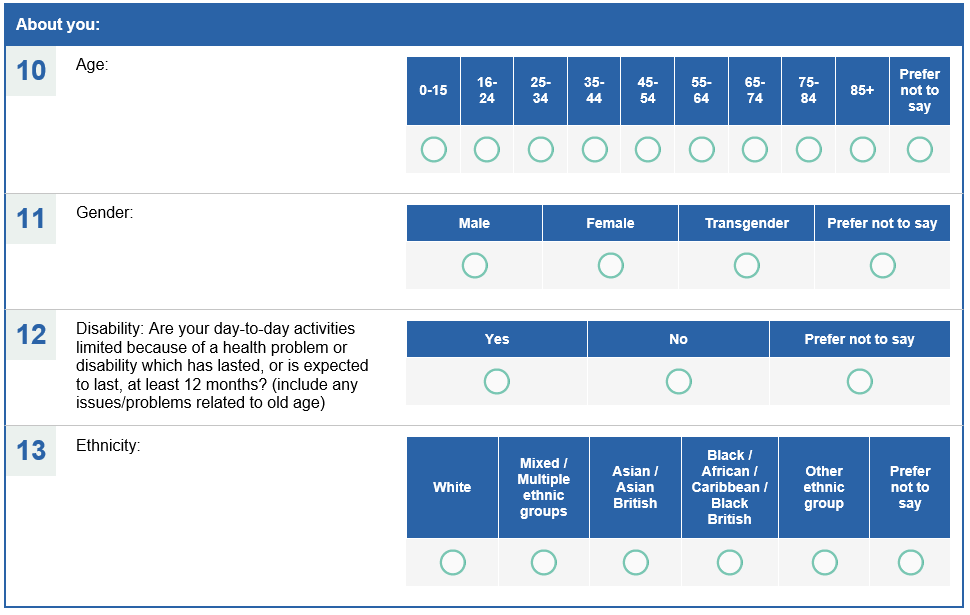 About you:
10
Age:
0-15
16-
24
25-
34
35-
44
45-
54
55-
64
65-
74
75-
84
85+
Prefer
not to
say
11
Gender:
Male
Female
Transgender
Prefer not to say
12
Disability: Are your day-to-day activities
limited because of a health problem or
disability which has lasted, or is expected
to last, at least 12 months? (include any
issues/problems related to old age)
Yes
No
Prefer not to say
13
Ethnicity:
White
Mixed /
Multiple
ethnic
groups
Asian /
Asian
British
Black /
African /
Caribbean /
Black
British
Other
ethnic
group
Prefer
not to
say